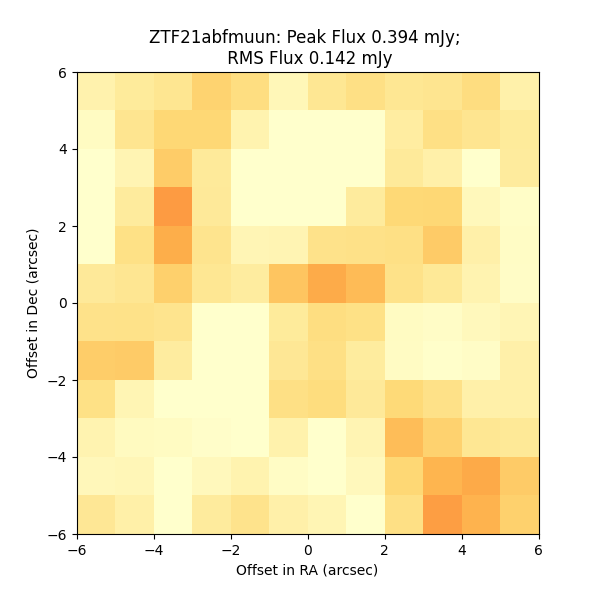 ZTF21abfmuun: Peak Flux 0.394 mJy;
RMS Flux 0.142 mJy
6
4
2
0
−2
−4
−6
Offset in Dec (arcsec)
−6 −4 −2 0 2 4 6
Offset in RA (arcsec)